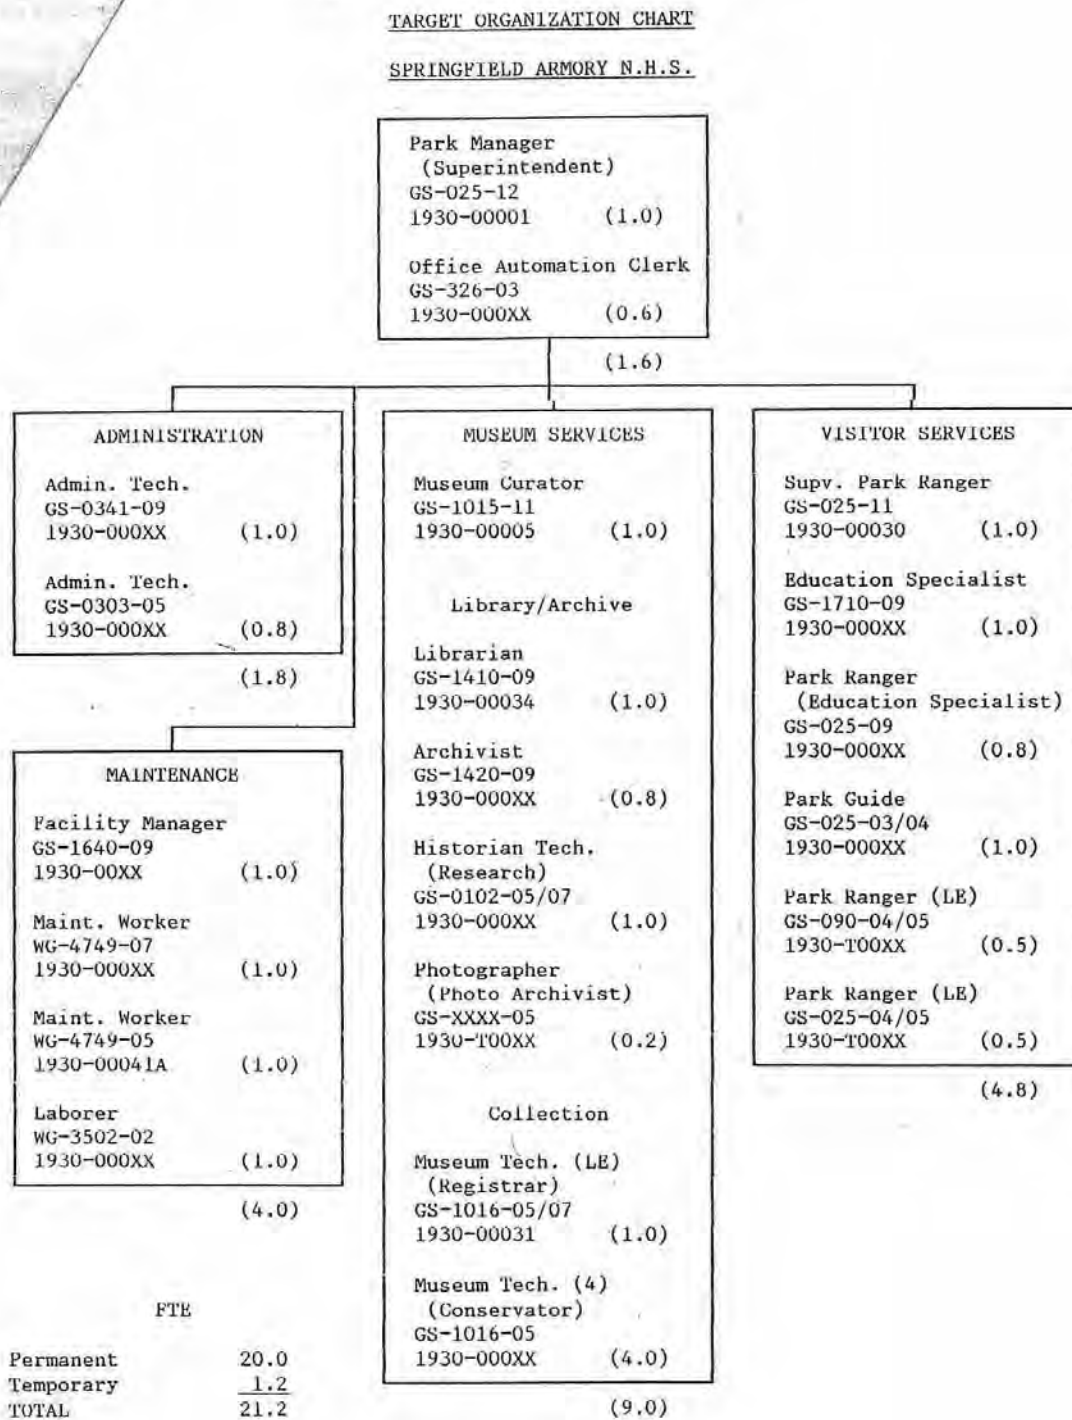 TARGET ORGANIZATION CHART
SPRINGFIELD ARMORY N.H.S.
Park Manager
(Superintendent)
GS-025-12
1930-00001 (1.0)
Office Automation Clerk
GS-326-03
1930-000XX (0.6)
(1.6)
ADMINISTRATION
Admin. Tech.
GS-0341-09
1930-000XX (1.0)
Admin. Tech.
GS-0303-05
1930-000XX (0.8)
(1.8)
MAINTENANCE
Facility Manager
GS-1640-09
1930-00XX (1.0)
Maint. Worker
WG-4749-07
1930-000XX (1.0)
Maint. Worker
WG-4749-05
1930-00041A (1.0)
Laborer
WG-3502-02
1930-000XX (1.0)
(4.0)
MUSEUM SERVICES
Museum Curator
GS-1015-11
1930-00005 (1.0)
Library/Archive
Librarian
GS-1410-09
1930-00034 (1.0)
Archivist
GS-1420-09
1930-000XX (0.8)
Historian Tech.
(Research)
GS-0102-05/07
1930-000XX (1.0)
Photographer
(Photo Archivist)
GS-XXXX-05
1930-T00XX (0.2)
Collection
Museum Tech. (LE)
(Registrar)
GS-1016-05/07
1930-00031 (1.0)
Museum Tech. (4)
(Conservator)
GS-1016-05
1930-000XX (4.0)
(9.0)
VISITOR SERVICES
Supv. Park Ranger
GS-025-11
1930-00030 (1.0)
Education Specialist
GS-1710-09
1930-000XX (1.0)
Park Ranger
(Education Specialist)
GS-025-09
1930-000XX (0.8)
Park Guide
GS-025-03/04
1930-000XX (1.0)
Park Ranger (LE)
GS-090-04/05
1930-T00XX (0.5)
Park Ranger (LE)
GS-025-04/05
1930-T00XX (0.5)
(4.8)
FTE
Permanent 20.0
Temporary 1.2
TOTAL 21.2